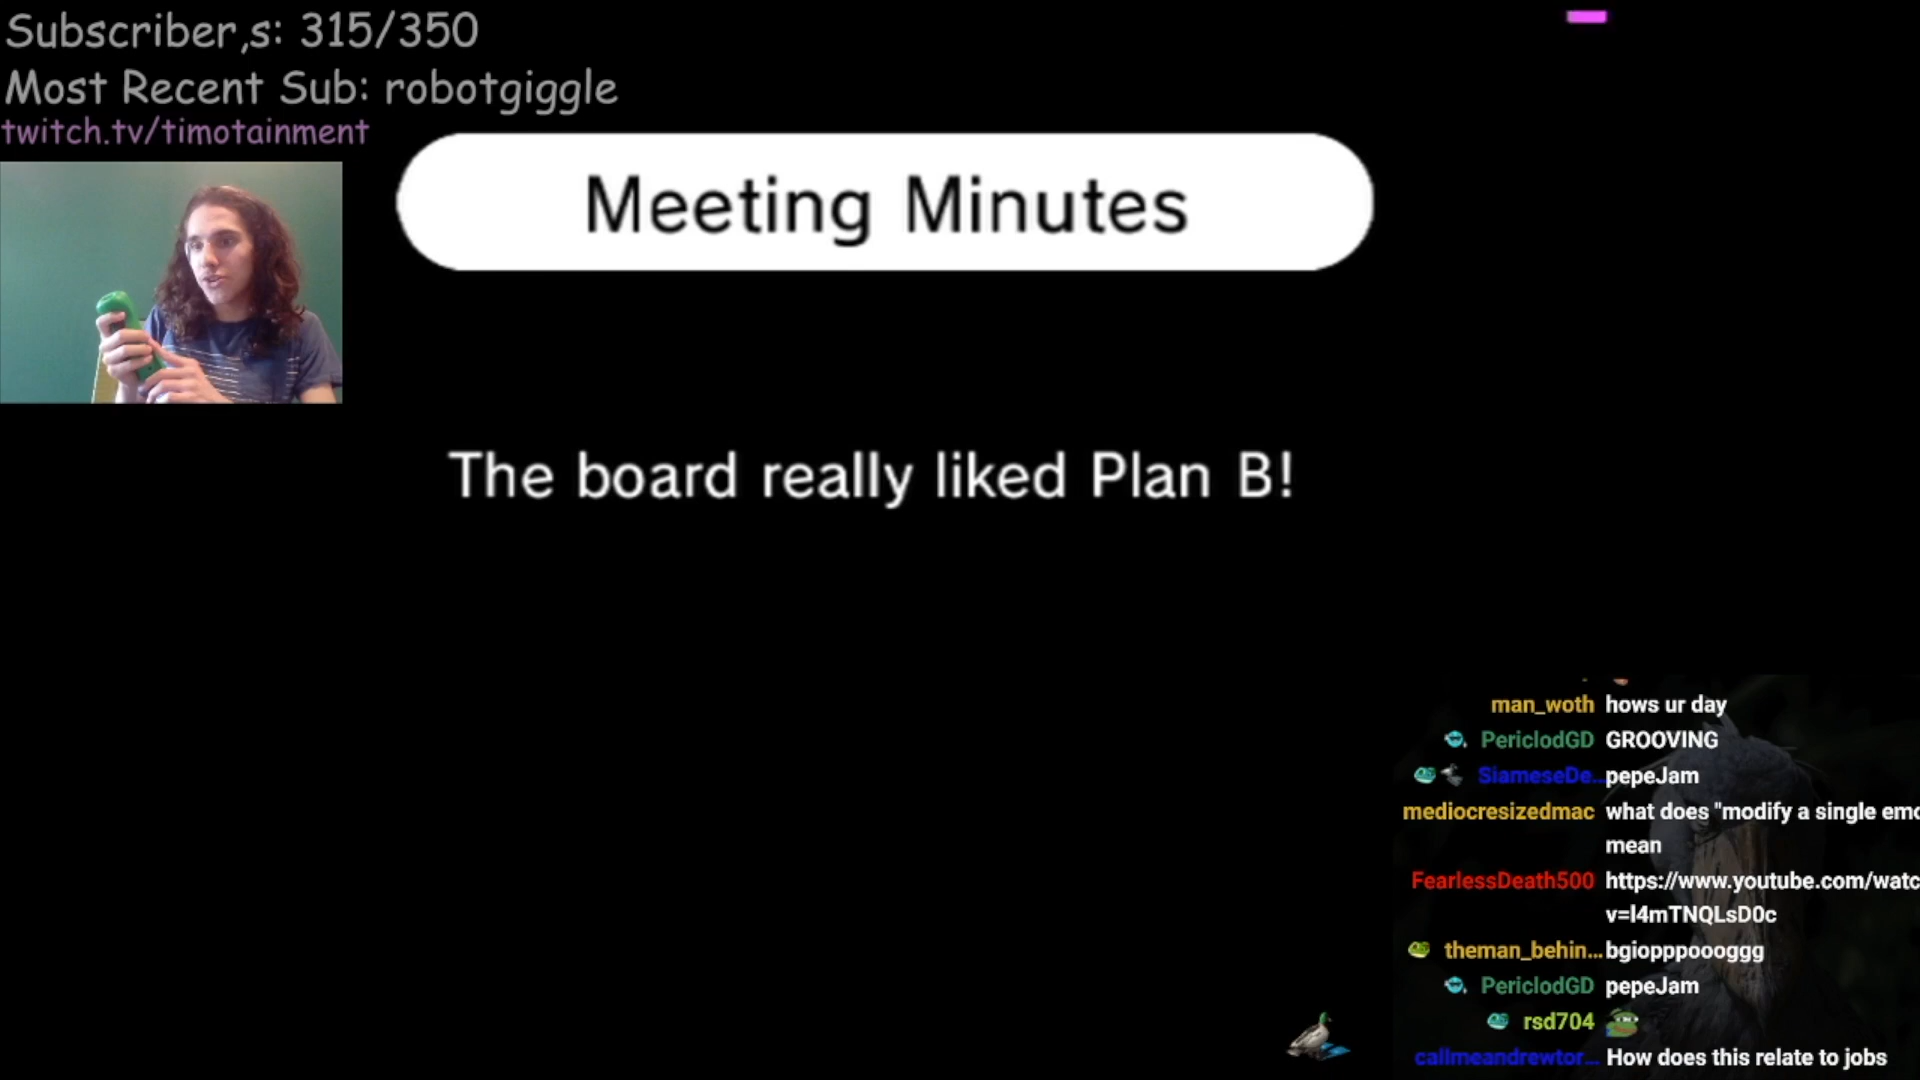 Subscriber,s: 315/350
Most Recent Sub: robotgiggle
twitch.tv/timotainment
Meeting Minutes
The board really liked Plan B!
man_woth hows ur day
PericlodGD GROOVING
SiameseDe... pepeJam
mediocresizedmac what does "modify a single emo
mean
FearlessDeath500 https://www.youtube.com/watc
v=l4mTNQLsD0c
theman_behin... bgiopppoooggg
PericlodGD pepeJam
rsd704
callmeandrewtor... How does this relate to jobs